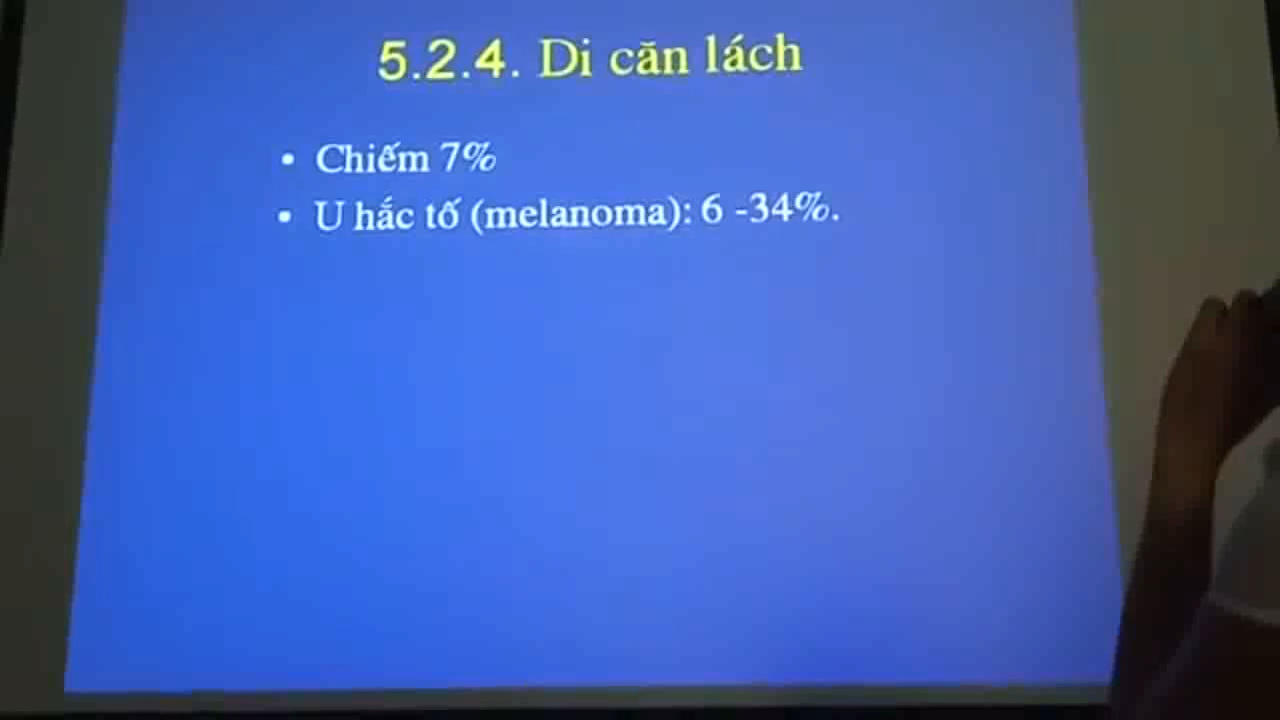 5.2.4. Di căn lách
• Chiếm 7%
• U hắc tố (melanoma): 6 -34%.